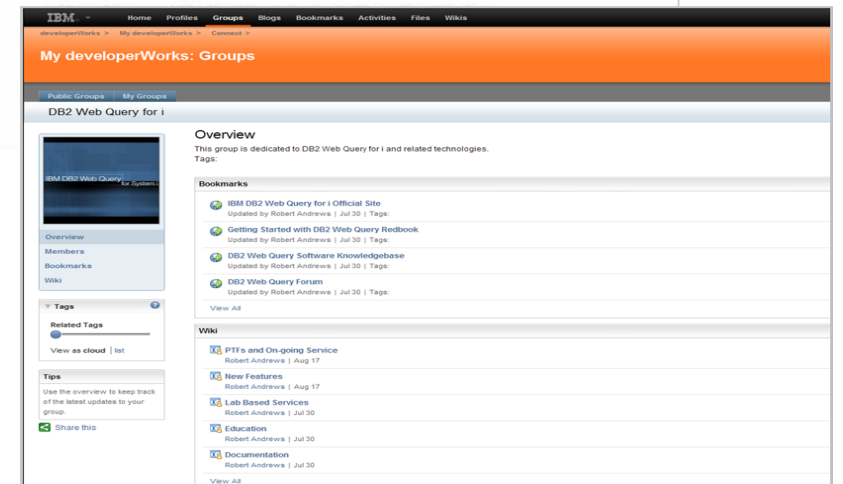 IBM. Home Profiles Groups Blogs Bookmarks Activities Files Wikis
developerWorks > My developerWorks > Connect >
My developerWorks: Groups
Public Groups | My Groups
DB2 Web Query for i
IBM DB2 Web Query
for System i
Overview
Members
Bookmarks
Wiki
Tags
Related Tags
View as cloud | list
Tips
Use the overview to keep track
of the latest updates to your
group.
Share this
Overview
This group is dedicated to DB2 Web Query for i and related technologies.
Tags:
Bookmarks
IBM DB2 Web Query for i Official Site
Updated by Robert Andrews | Jul 30 | Tags:
Getting Started with DB2 Web Query Redbook
Updated by Robert Andrews | Jul 30 | Tags:
DB2 Web Query Software Knowledgebase
Updated by Robert Andrews | Jul 30 | Tags:
DB2 Web Query Forum
Updated by Robert Andrews | Jul 30 | Tags:
View All
Wiki
PTFs and On-going Service
Robert Andrews | Aug 17
New Features
Robert Andrews | Aug 17
Lab Based Services
Robert Andrews | Jul 30
Education
Robert Andrews | Jul 30
Documentation
Robert Andrews | Jul 30
View All